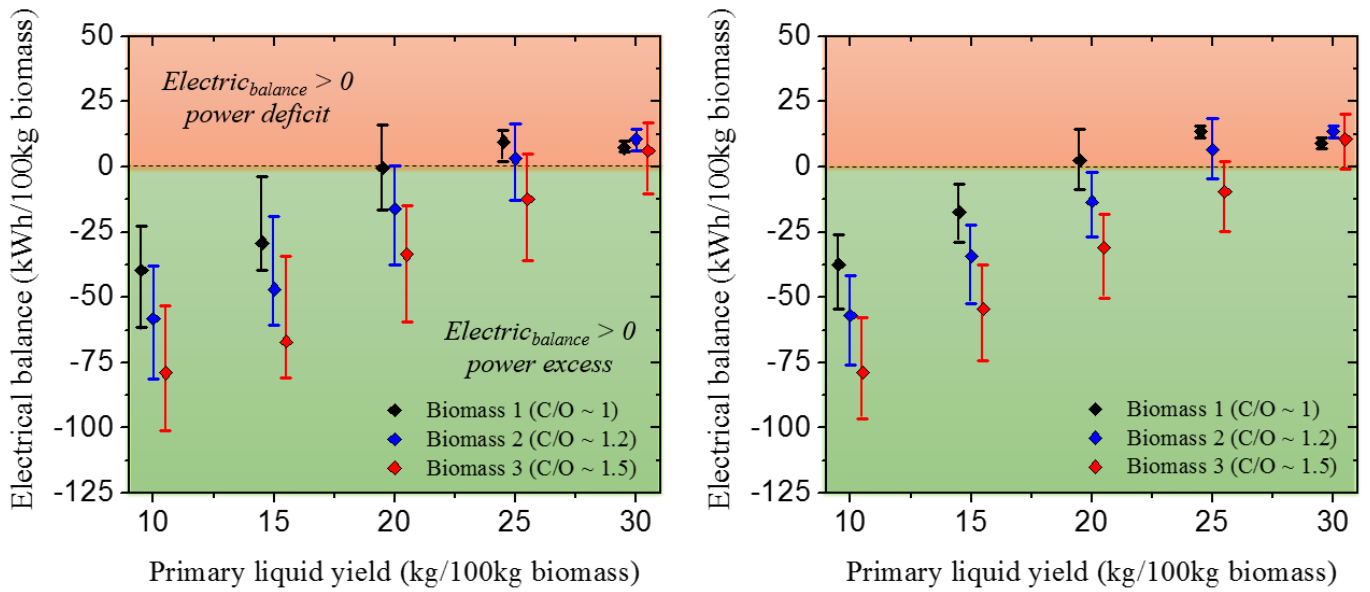 Electrical balance (kWh/100kg biomass)
50
25
0
-25
-50
-75
-100
-125
Electric_balance > 0
power deficit
Electric_balance > 0
power excess
Biomass 1 (C/O ~ 1)
Biomass 2 (C/O ~ 1.2)
Biomass 3 (C/O ~ 1.5)
10 15 20 25 30
Primary liquid yield (kg/100kg biomass)
Electrical balance (kWh/100kg biomass)
50
25
0
-25
-50
-75
-100
-125
Biomass 1 (C/O ~ 1)
Biomass 2 (C/O ~ 1.2)
Biomass 3 (C/O ~ 1.5)
10 15 20 25 30
Primary liquid yield (kg/100kg biomass)